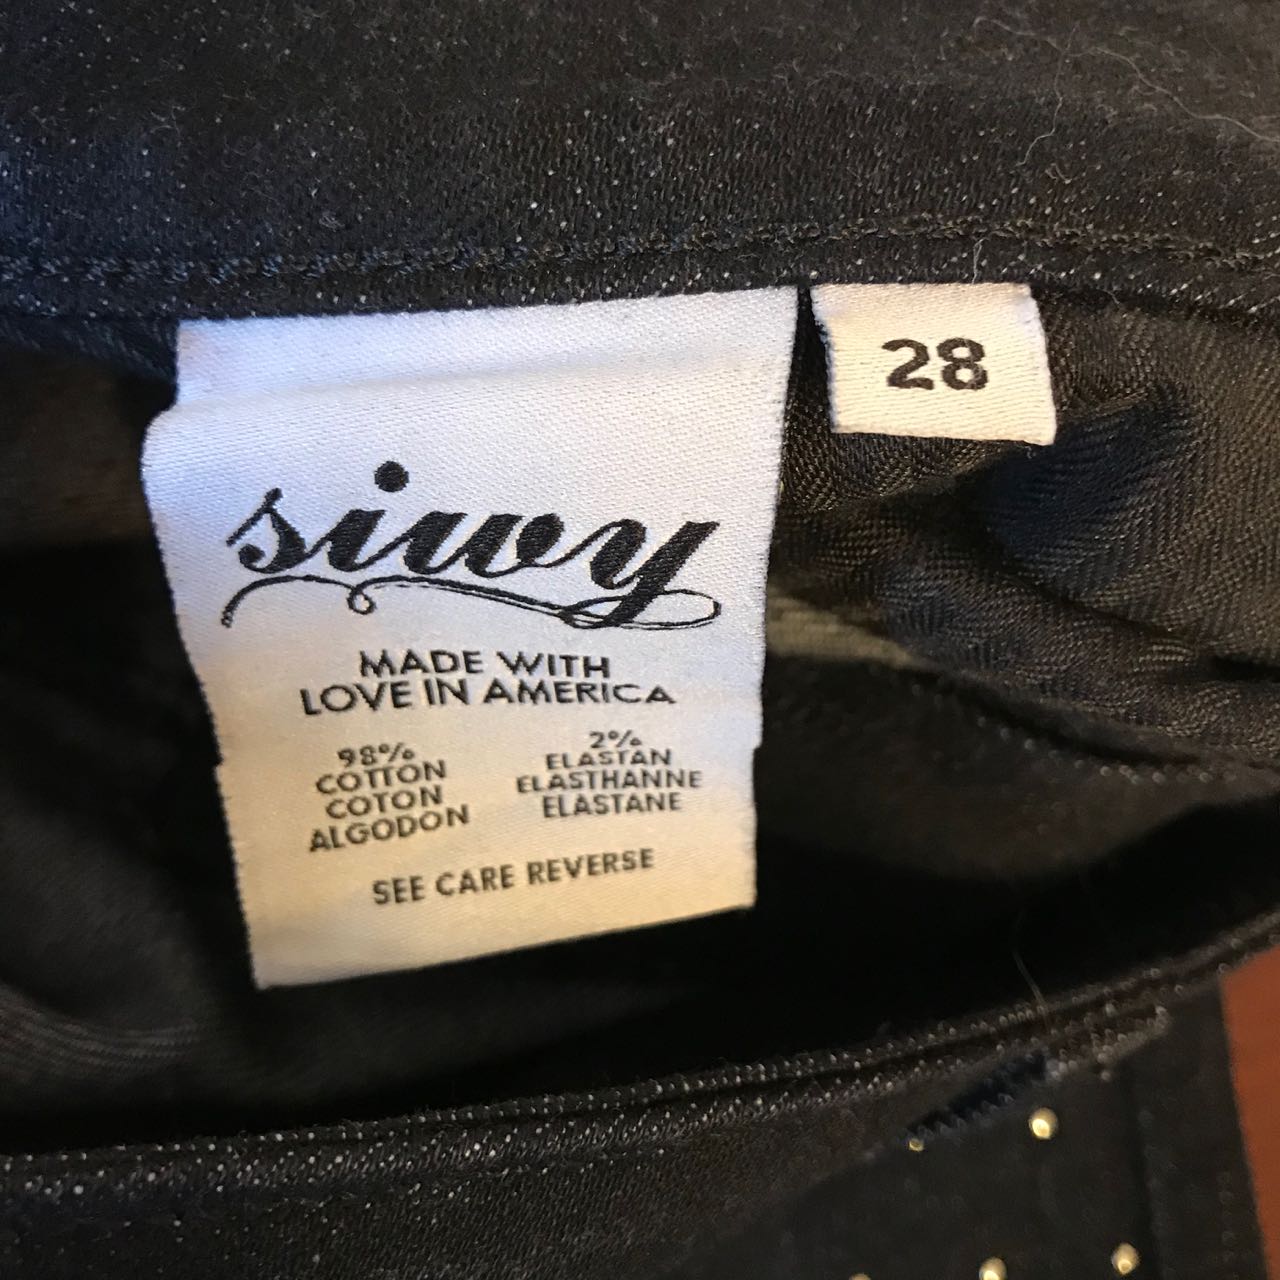 siwy
28
MADE WITH
LOVE IN AMERICA
98%
COTTON
COTON
ALGODON
2%
ELASTAN
ELASTHANNE
ELASTANE
SEE CARE REVERSE